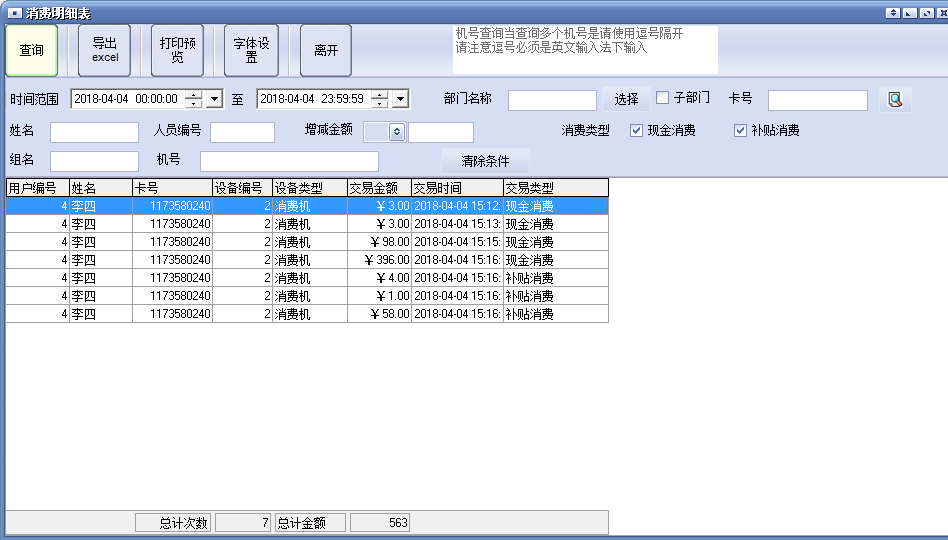 消费明细表
查询
导出
excel
打印预
览
字体设
置
离开
机号查询当查询多个机号是请使用逗号隔开
请注意逗号必须是英文输入法下输入
时间范围 2018-04-04 00:00:00 至 2018-04-04 23:59:59 部门名称 选择 子部门 卡号
姓名 人员编号 增减金额 消费类型 现金消费 补贴消费
组名 机号 清除条件
用户编号 姓名 卡号 设备编号 设备类型 交易金额 交易时间 交易类型
4 李四 1173580240 2 消费机 ￥3.00 2018-04-04 15:12: 现金消费
4 李四 1173580240 2 消费机 ￥3.00 2018-04-04 15:13: 现金消费
4 李四 1173580240 2 消费机 ￥98.00 2018-04-04 15:15: 现金消费
4 李四 1173580240 2 消费机 ￥396.00 2018-04-04 15:16: 现金消费
4 李四 1173580240 2 消费机 ￥4.00 2018-04-04 15:16: 补贴消费
4 李四 1173580240 2 消费机 ￥1.00 2018-04-04 15:16: 补贴消费
4 李四 1173580240 2 消费机 ￥58.00 2018-04-04 15:16: 补贴消费
总计次数 7 总计金额 563